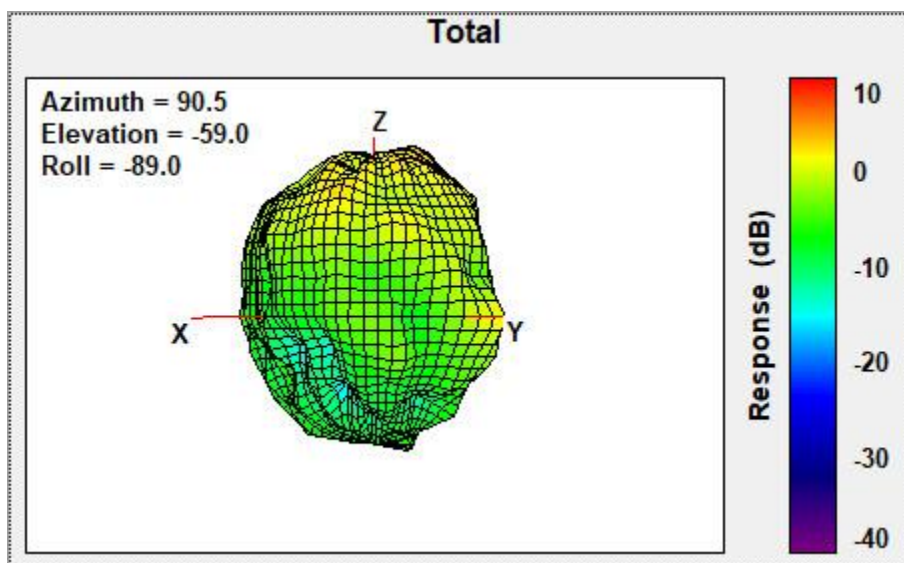 Total
Azimuth = 90.5
Elevation = -59.0
Roll = -89.0
Z
X
Y
Response (dB)
10
0
-10
-20
-30
-40